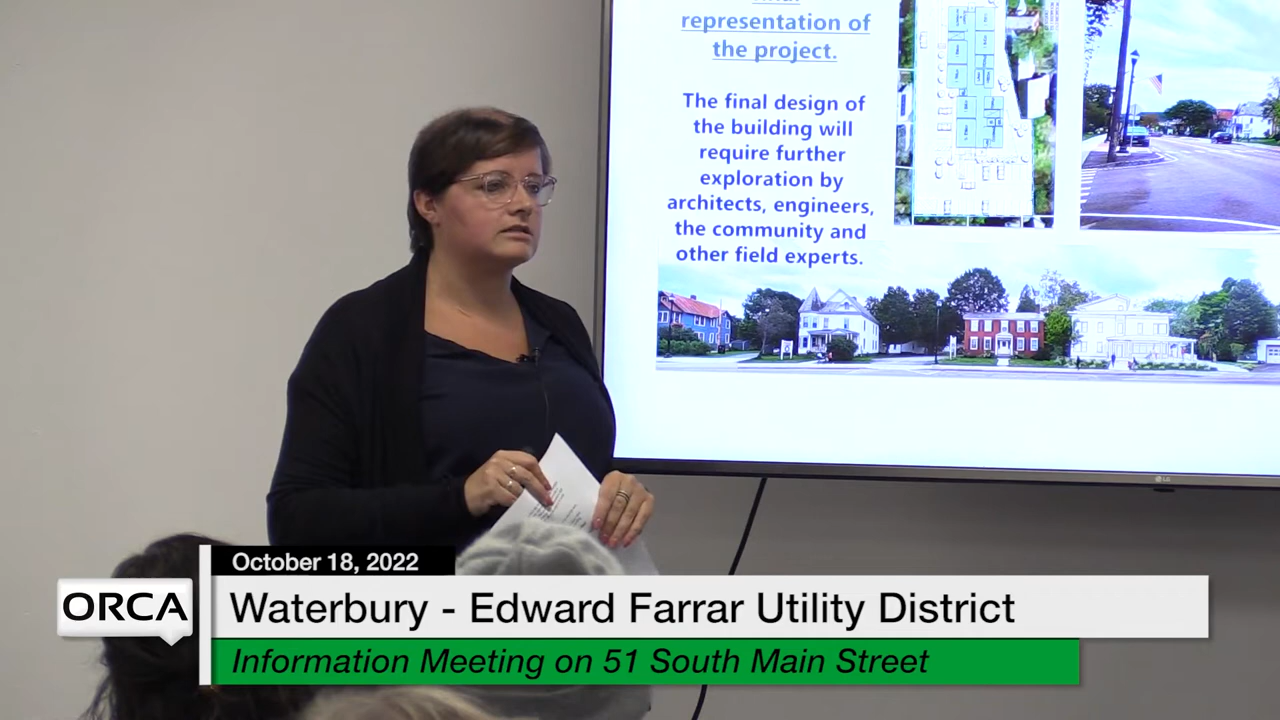 representation of
the project.
The final design of
the building will
require further
exploration by
architects, engineers,
the community and
other field experts.
LG
October 18, 2022
ORCA
Waterbury - Edward Farrar Utility District
Information Meeting on 51 South Main Street